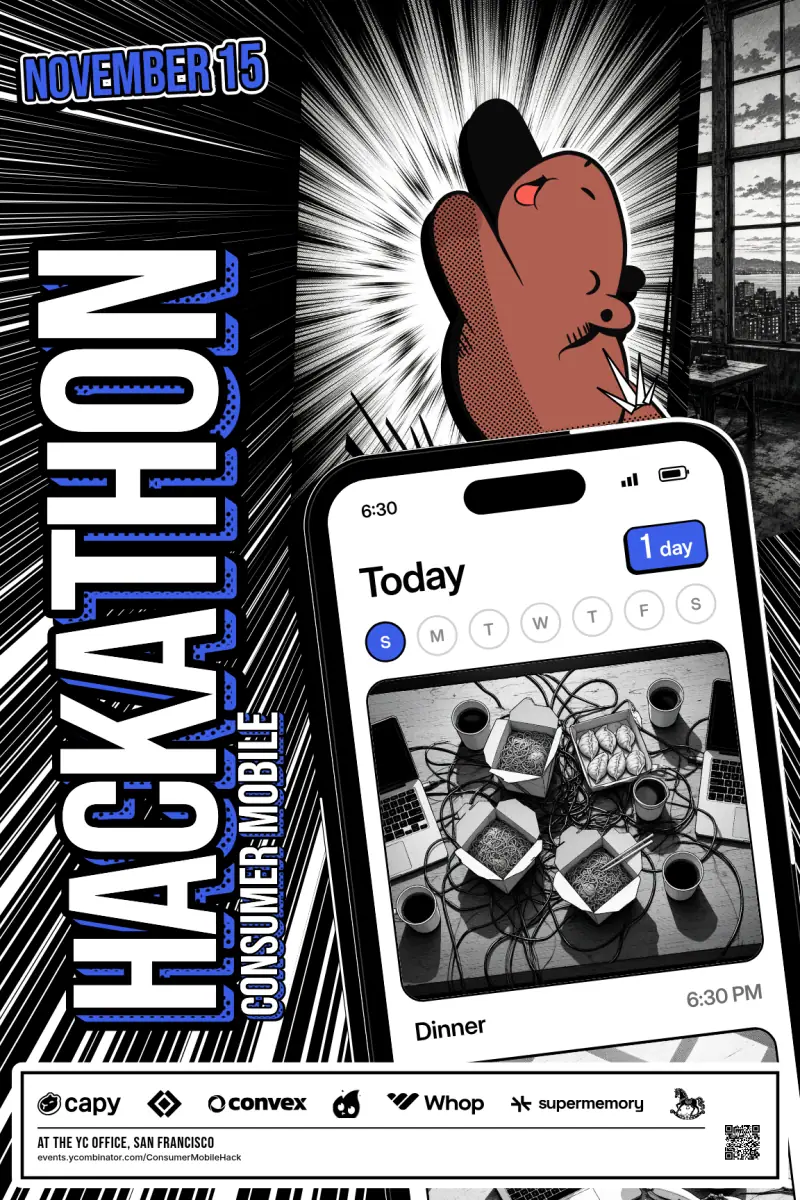 NOVEMBER 15
HACKATHON
CONSUMER MOBILE
6:30
Today
1 day
S M T W T F S
Dinner
6:30 PM
capy
convex
Whop
supermemory
AT THE YC OFFICE, SAN FRANCISCO
events.ycombinator.com/ConsumerMobileHack